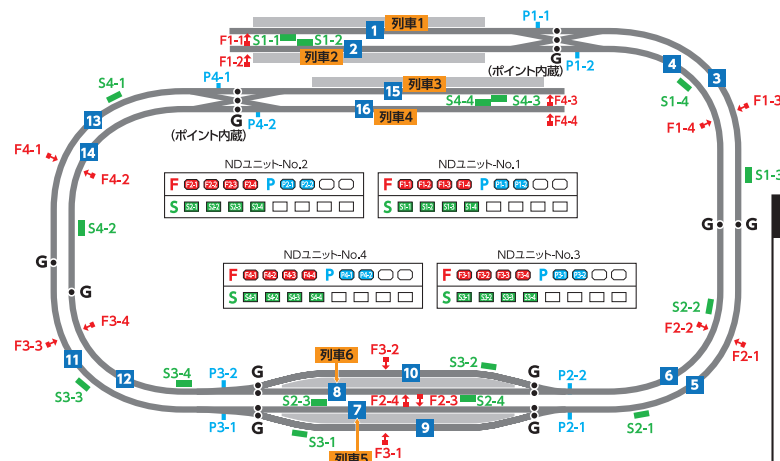 列車1
1
P1-1
F1-1
S1-1
S1-2
列車2
2
F1-2
P1-2
(ポイント内蔵)
G
3
4
S1-4
F1-3
F1-4
S1-3
S4-1
P4-1
列車3
15
16
列車4
S4-4
S4-3
F4-3
F4-4
P4-2
G
(ポイント内蔵)
13
14
F4-1
F4-2
S4-2
NDユニット-No.2
F F2-1 F2-2 F2-3 F2-4 P P2-1 P2-2
S S2-1 S2-2 S2-3 S2-4
NDユニット-No.1
F F1-1 F1-2 F1-3 F1-4 P P1-1 P1-2
S S1-1 S1-2 S1-3 S1-4
NDユニット-No.4
F F4-1 F4-2 F4-3 F4-4 P P4-1 P4-2
S S4-1 S4-2 S4-3 S4-4
NDユニット-No.3
F F3-1 F3-2 F3-3 F3-4 P P3-1 P3-2
S S3-1 S3-2 S3-3 S3-4
G
G
G
G
S2-2
F2-2
F2-1
F3-4
F3-3
11
12
S3-3
S3-4
P3-2
P3-1
G
G
列車6
F3-2
10
S3-2
8
S2-3
7
F2-4
F2-3
S2-4
9
S3-1
列車5
F3-1
G
G
P2-2
P2-1
6
5
S2-1